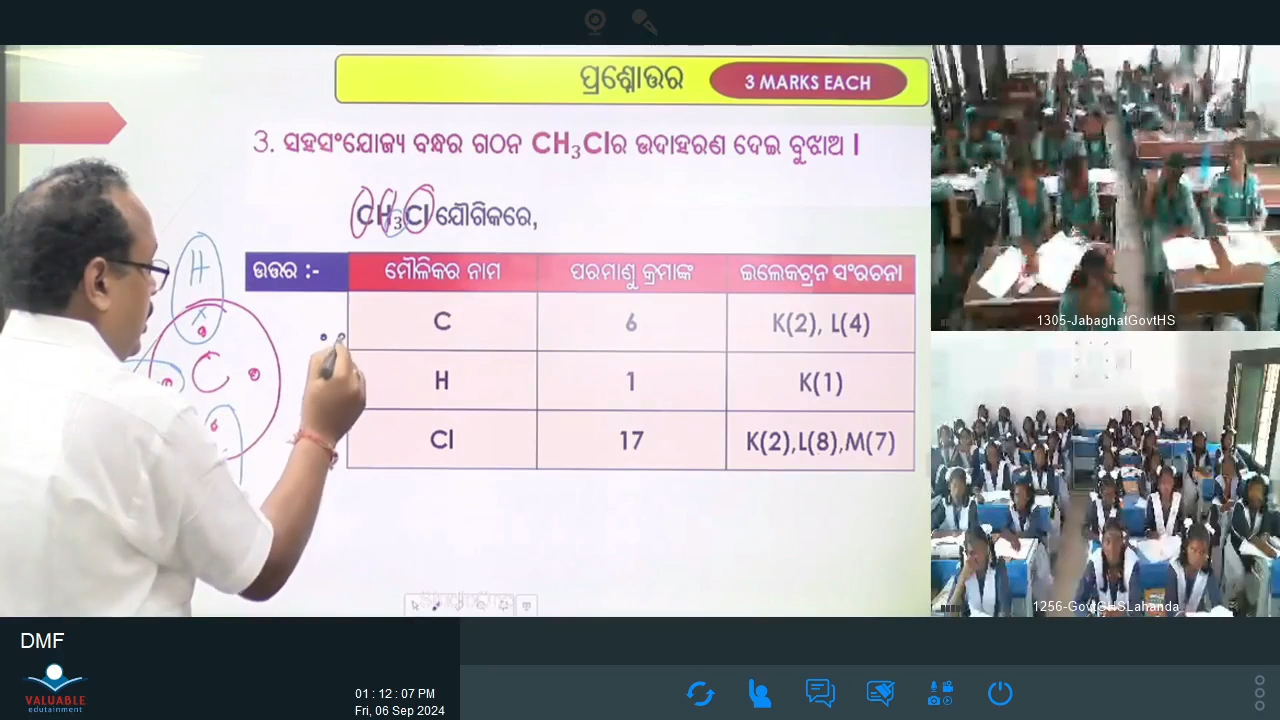 ପ୍ରଶ୍ନୋତ୍ତର 3 MARKS EACH
3. ସହସଂଯୋଜ୍ୟ ବନ୍ଧର ଗଠନ CH₃Clର ଉଦାହରଣ ଦେଇ ବୁଝାଅ ।
CH₃Cl ଯୌଗିକରେ,
ଉତ୍ତର :- ମୌଳିକର ନାମ ପରମାଣୁ କ୍ରମାଙ୍କ ଇଲେକଟ୍ରନ ସଂରଚନା
C 6 K(2), L(4)
H 1 K(1)
Cl 17 K(2),L(8),M(7)
H
C
1305-JabaghatGovtHS
1256-GovtGHSLahanda
DMF
VALUABLE
edutainment
01 : 12 : 07 PM
Fri, 06 Sep 2024